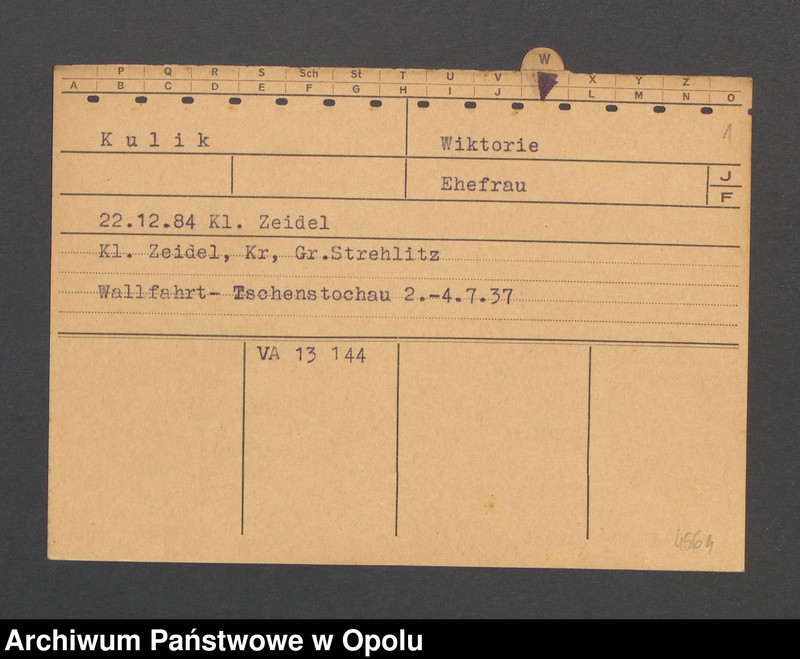 W
P Q R S Sch St T U V X Y Z
A B C D E F G H I J L M N O
1
Kulik Wiktorie
Ehefrau J
F
22.12.84 Kl. Zeidel
Kl. Zeidel, Kr, Gr.Strehlitz
Wallfahrt- Tschenstochau 2.-4.7.37
VA 13 144
Archiwum Państwowe w Opolu